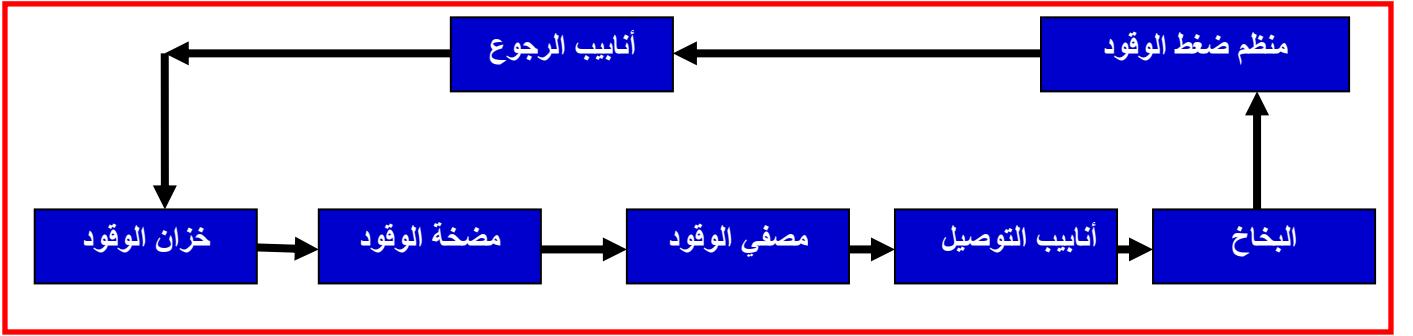 منظم ضغط الوقود
أنابيب الرجوع
البخاخ
أنابيب التوصيل
مصفي الوقود
مضخة الوقود
خزان الوقود